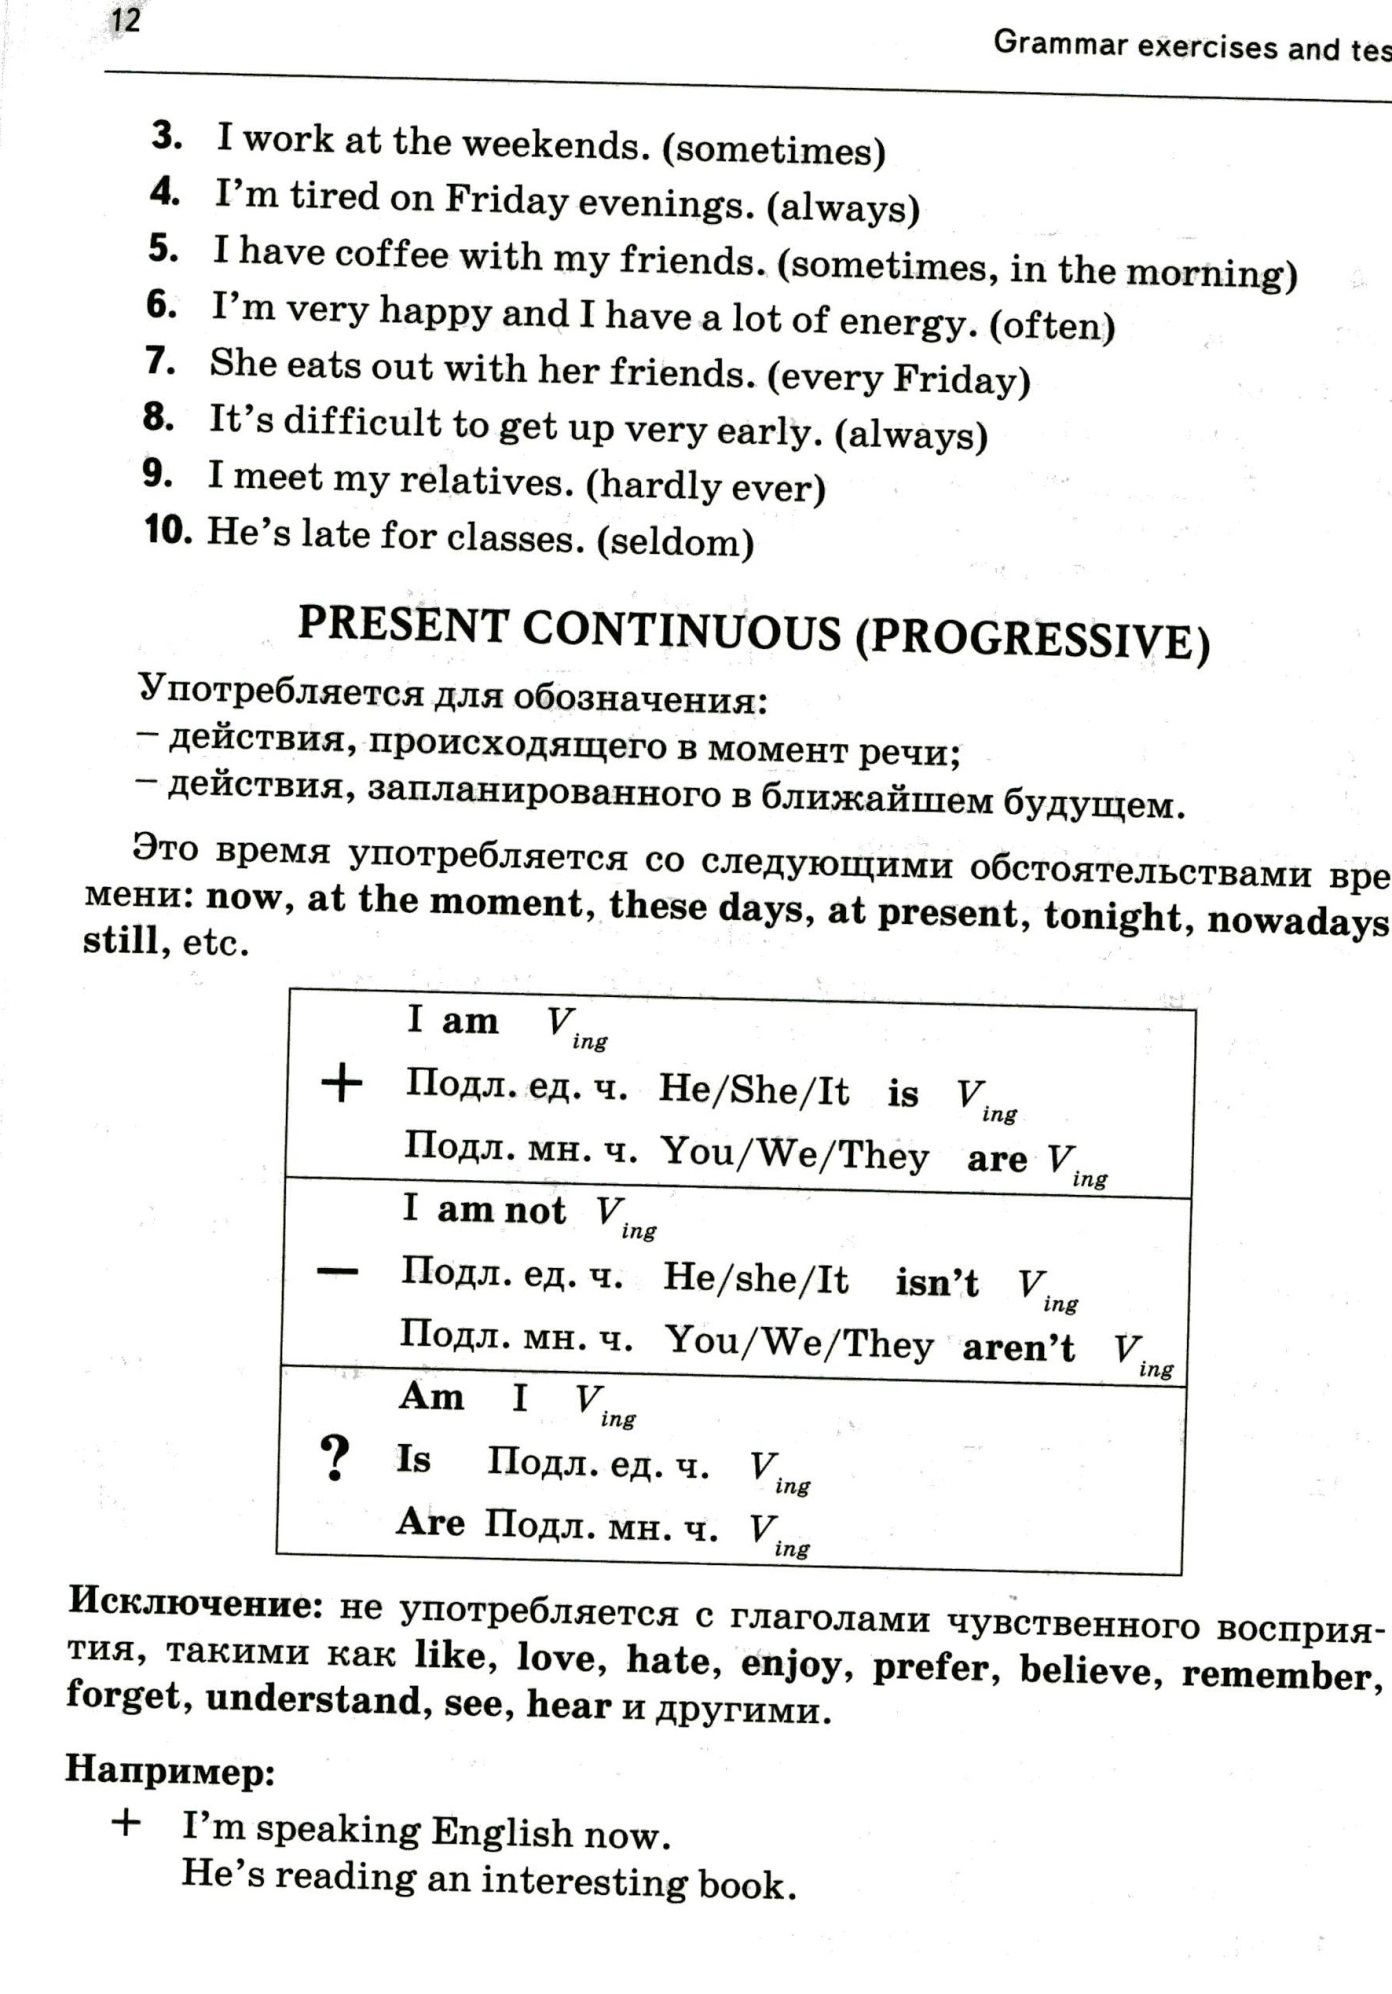 12
Grammar exercises and tes
3. I work at the weekends. (sometimes)
4. I'm tired on Friday evenings. (always)
5. I have coffee with my friends. (sometimes, in the morning)
6. I'm very happy and I have a lot of energy. (often)
7. She eats out with her friends. (every Friday)
8. It's difficult to get up very early. (always)
9. I meet my relatives. (hardly ever)
10. He's late for classes. (seldom)
PRESENT CONTINUOUS (PROGRESSIVE)
Употребляется для обозначения:
– действия, происходящего в момент речи;
– действия, запланированного в ближайшем будущем.
Это время употребляется со следующими обстоятельствами вре
мени: now, at the moment, these days, at present, tonight, nowadays
still, etc.
I am V ing
+ Подл. ед. ч. He/She/It is V ing
Подл. мн. ч. You/We/They are V ing
I am not V ing
– Подл. ед. ч. He/she/It isn't V ing
Подл. мн. ч. You/We/They aren't V ing
Am I V ing
? Is Подл. ед. ч. V ing
Are Подл. мн. ч. V ing
Исключение: не употребляется с глаголами чувственного восприя-
тия, такими как like, love, hate, enjoy, prefer, believe, remember,
forget, understand, see, hear и другими.
Например:
+ I'm speaking English now.
He's reading an interesting book.